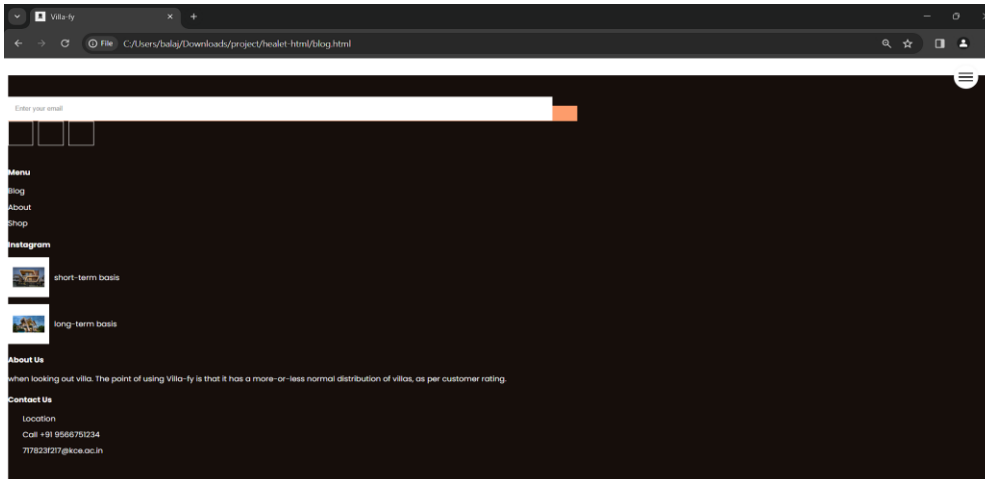 Villa-fy
File C:/Users/balaj/Downloads/project/healet-html/blog.html
Enter your email
Menu
Blog
About
Shop
Instagram
short-term basis
long-term basis
About Us
when looking out villa. The point of using Villa-fy is that it has a more-or-less normal distribution of villas, as per customer rating.
Contact Us
Location
Call +91 9566751234
717823f217@kce.ac.in